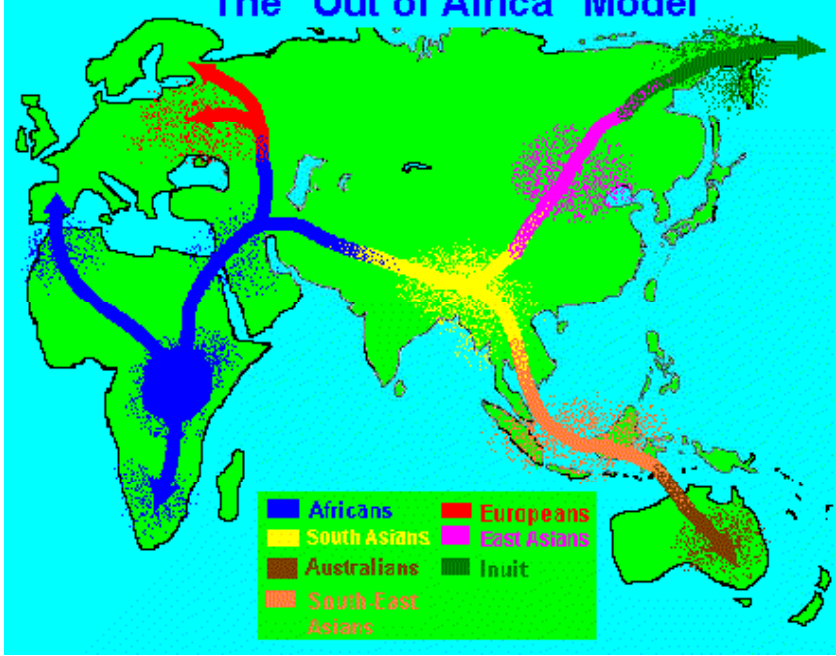 The "Out of Africa" Model
Africans
Europeans
South Asians
East Asians
Australians
Inuit
South-East
Asians